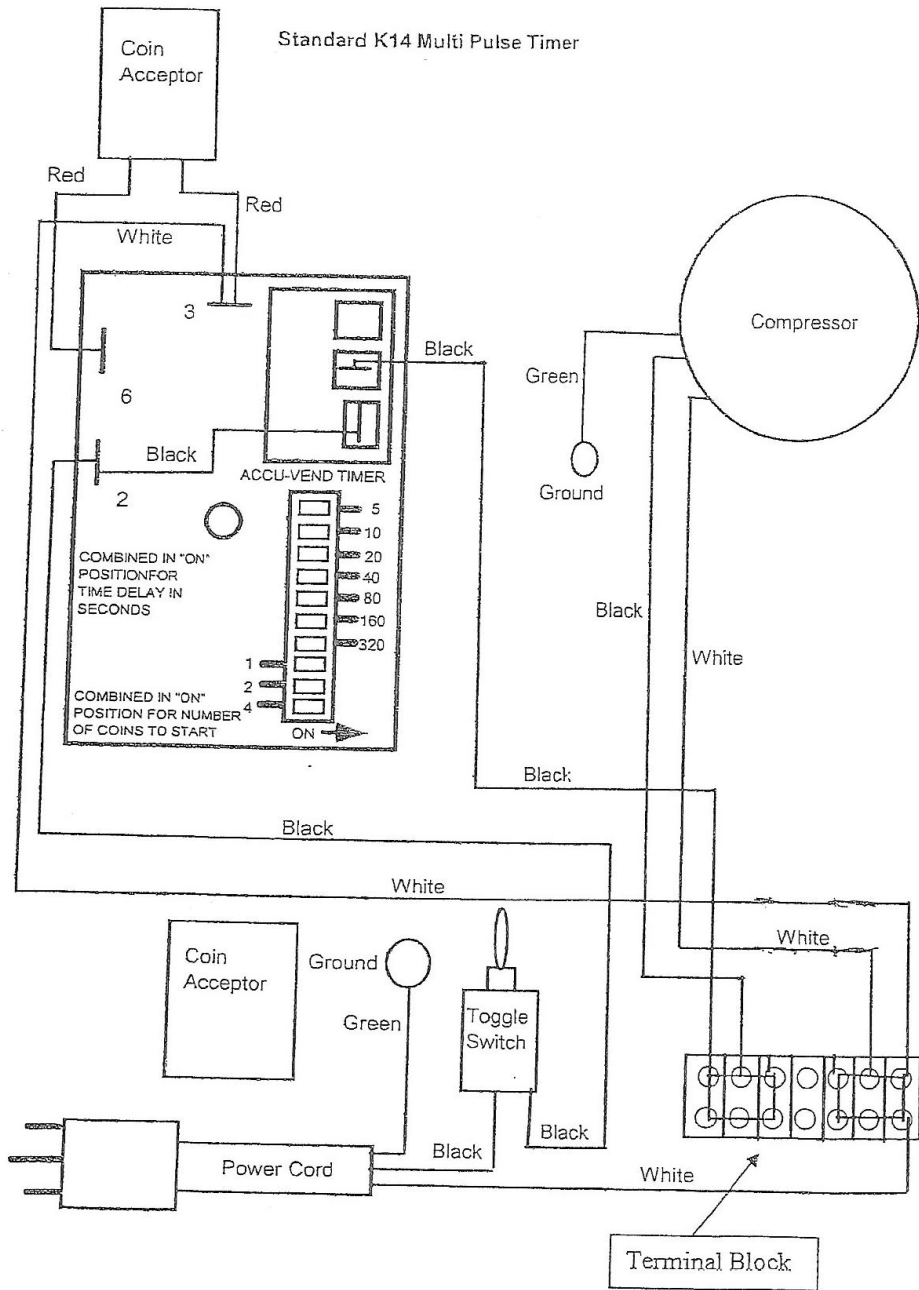 Standard K14 Multi Pulse Timer
Coin
Acceptor
Red
Red
White
3
Black
6
Black
2
ACCU-VEND TIMER
5
10
20
40
80
160
320
COMBINED IN "ON"
POSITIONFOR
TIME DELAY IN
SECONDS
1
2
4
COMBINED IN "ON"
POSITION FOR NUMBER
OF COINS TO START
ON
Compressor
Green
Ground
Black
White
Black
Black
White
White
Coin
Acceptor
Ground
Green
Toggle
Switch
Black
Black
Power Cord
White
Terminal Block